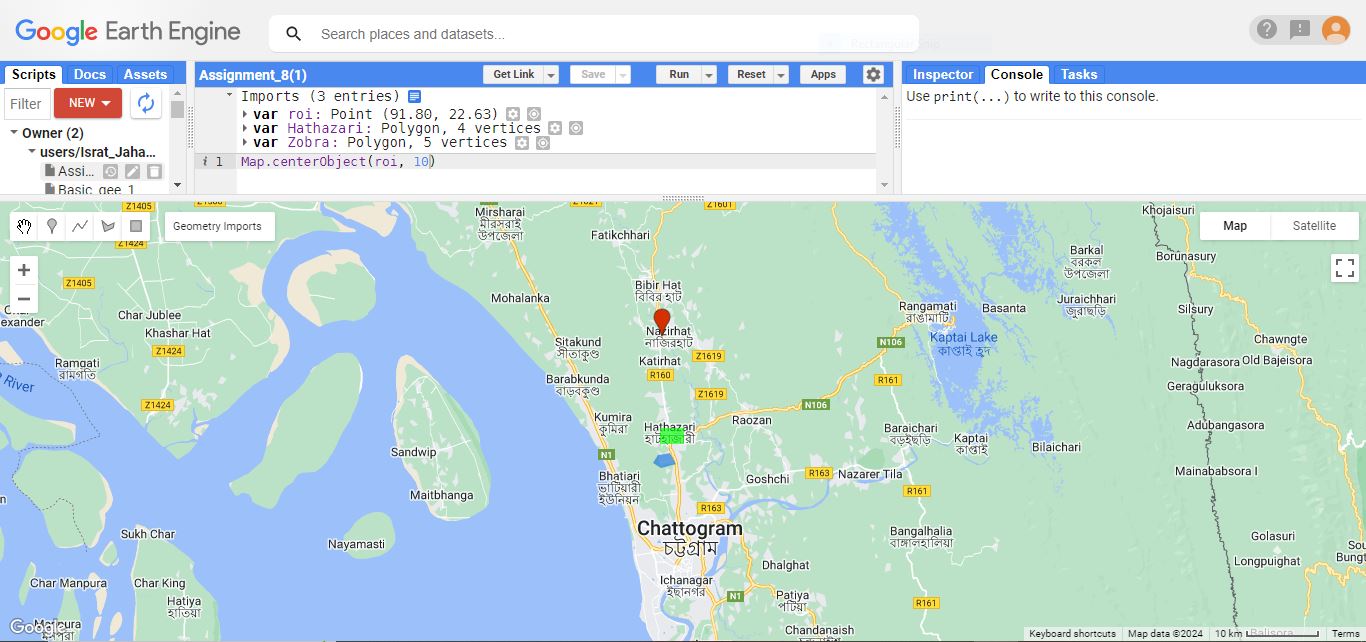 Google Earth Engine
Search places and datasets...
Scripts Docs Assets
Filter
NEW
Owner (2)
users/Israt_Jaha...
Assi...
Basic_gee_1
Assignment_8(1)
Get Link
Save
Run
Reset
Apps
Imports (3 entries)
var roi: Point (91.80, 22.63)
var Hathazari: Polygon, 4 vertices
var Zobra: Polygon, 5 vertices
i 1 Map.centerObject(roi, 10)
Inspector Console Tasks
Use print(...) to write to this console.
Geometry Imports
Map Satellite
+
−
Z1405
Z1424
Z1405
Char Jublee
Khashar Hat
Z1424
Ramgati
রামগতি
Z1424
River
Sukh Char
Char Manpura
Char King
Hatiya
হাতিয়া
Mirsharai
মীরসরাই
উপজেলা
Z1601
Fatikchhari
Bibir Hat
বিবির হাট
Mohalanka
Nazirhat
নাজিরহাট
Sitakund
সীতাকুণ্ড
Katirhat
Z1619
R160
Barabkunda
বাড়বকুণ্ড
Z1619
N106
R161
N106
Kumira
কুমিরা
Hathazari
হাটহাজারী
Raozan
Sandwip
N1
Maitbhanga
Bhatiari
ভাটিয়ারী
ইউনিয়ন
Goshchi
R163
Nazarer Tila
R161
R163
Chattogram
চট্টগ্রাম
Nayamasti
Dhalghat
Ichanagar
ইছানগর
N1
Patiya
পটিয়া
Chandanaish
Rangamati
রাঙ্গামাটি
Basanta
Kaptai Lake
কাপ্তাই হ্রদ
Barkal
বরকল
উপজেলা
Juraichhari
জুরাছড়ি
Baraichari
বড়ইছড়ি
Kaptai
কাপ্তাই
Bilaichari
Bangalhalia
বাঙ্গালহালিয়া
R161
Khojaisuri
Borunasury
Silsury
Chawngte
Nagdarasora
Old Bajeisora
Geraguluksora
Adubangasora
Mainababsora I
Golasuri
Longpuighat
Google
Keyboard shortcuts
Map data ©2024
10 km